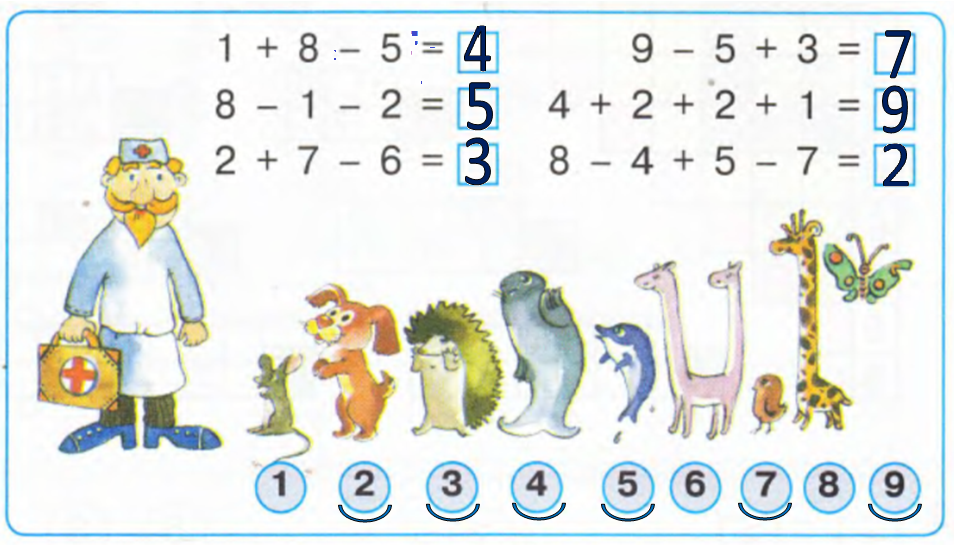 1 + 8 – 5 = 4
8 – 1 – 2 = 5
2 + 7 – 6 = 3
9 – 5 + 3 = 7
4 + 2 + 2 + 1 = 9
8 – 4 + 5 – 7 = 2
1 2 3 4 5 6 7 8 9